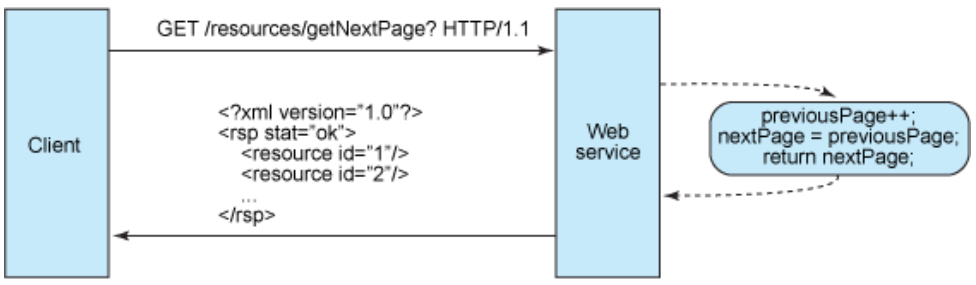 GET /resources/getNextPage? HTTP/1.1
Client
<?xml version="1.0"?>
<rsp stat="ok">
<resource id="1"/>
<resource id="2"/>
...
</rsp>
Web
service
previousPage++;
nextPage = previousPage;
return nextPage;